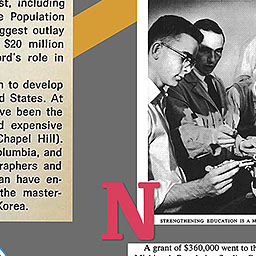 st, including
e Population
ggest outlay
$20 million
rd's role in
n to develop
d States. At
ve been the
d expensive
Chapel Hill).
olumbia, and
raphers and
an have en-
the master-
Korea.
N
STRENGTHENING EDUCATION IS A M
A grant of $360,000 went to th